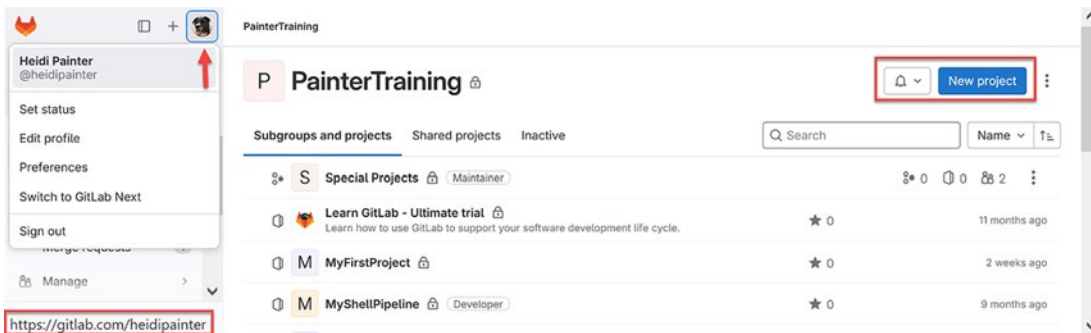 PainterTraining
Heidi Painter
@heidipainter
Set status
Edit profile
Preferences
Switch to GitLab Next
Sign out
Merge requests
Manage
https://gitlab.com/heidipainter
P PainterTraining
New project
Subgroups and projects Shared projects Inactive
Search
Name
S Special Projects Maintainer 0 0 2
Learn GitLab - Ultimate trial 0 11 months ago
Learn how to use GitLab to support your software development life cycle.
M MyFirstProject 0 2 weeks ago
M MyShellPipeline Developer 0 9 months ago